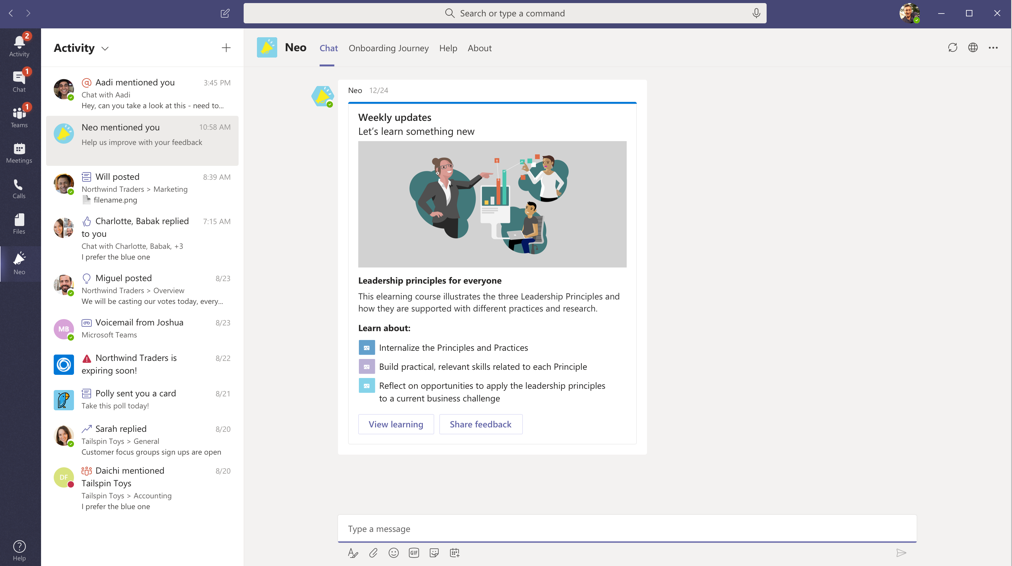 Search or type a command
2
Activity
1
Chat
1
Teams
Meetings
Calls
Files
Neo
Help
Activity
Aadi mentioned you 3:45 PM
Chat with Aadi
Hey, can you take a look at this - need to...
Neo mentioned you 10:58 AM
Help us improve with your feedback
Will posted 8:39 AM
Northwind Traders > Marketing
filename.png
Charlotte, Babak replied 7:15 AM
to you
Chat with Charlotte, Babak, +3
I prefer the blue one
Miguel posted 8/23
Northwind Traders > Overview
We will be casting our votes today, every...
MB
Voicemail from Joshua 8/23
Microsoft Teams
Northwind Traders is 8/22
expiring soon!
Polly sent you a card 8/21
Take this poll today!
Sarah replied 8/20
Tailspin Toys > General
Customer focus groups sign ups are open
DF
Daichi mentioned 8/20
Tailspin Toys
Tailspin Toys > Accounting
I prefer the blue one
Neo Chat Onboarding Journey Help About
Neo 12/24
Weekly updates
Let's learn something new
Leadership principles for everyone
This elearning course illustrates the three Leadership Principles and
how they are supported with different practices and research.
Learn about:
Internalize the Principles and Practices
Build practical, relevant skills related to each Principle
Reflect on opportunities to apply the leadership principles
to a current business challenge
View learning Share feedback
Type a message
GIF